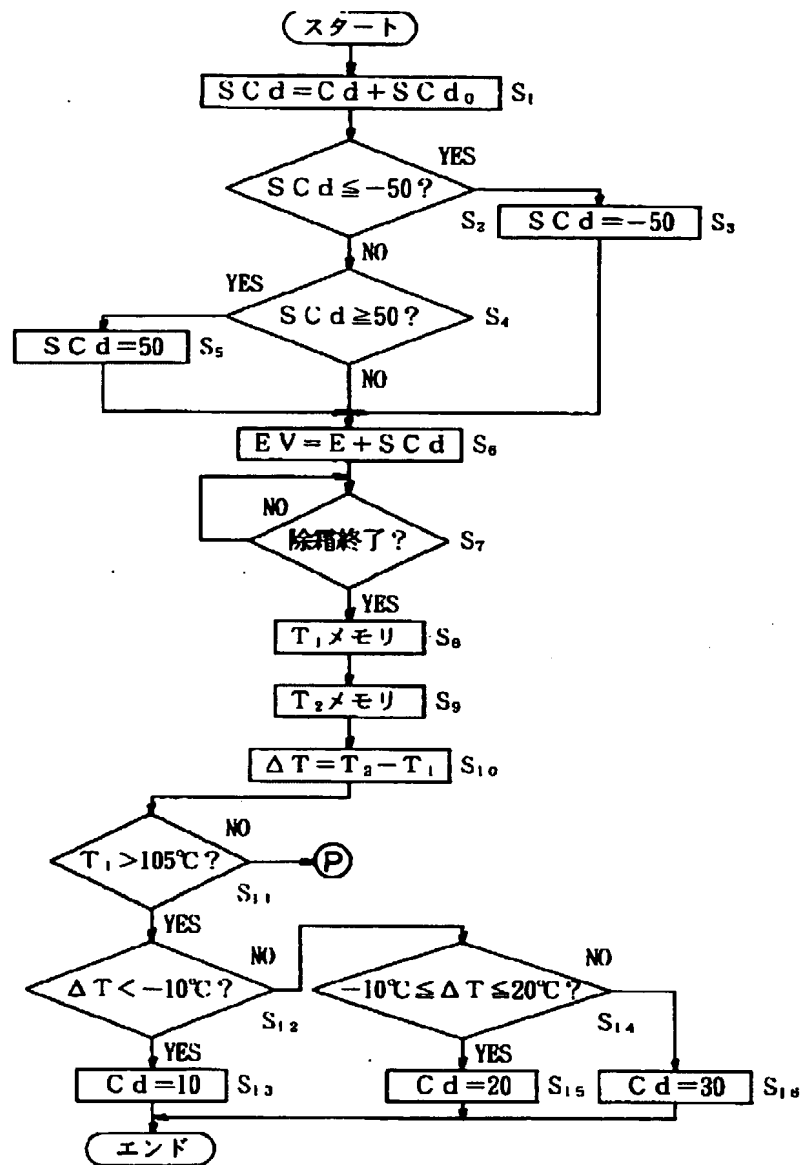 スタート
SCd=Cd+SCd₀ S₁
YES
SCd≦−50?
S₂ SCd=−50 S₃
NO
YES
SCd≧50? S₄
SCd=50 S₅
NO
EV=E+SCd S₆
NO
除霜終了? S₇
YES
T₁メモリ S₈
T₂メモリ S₉
ΔT=T₂−T₁ S₁₀
NO
T₁>105℃? P
S₁₁
YES
NO NO
ΔT<−10℃? −10℃≦ΔT≦20℃?
S₁₂ S₁₄
YES YES
Cd=10 S₁₃ Cd=20 S₁₅ Cd=30 S₁₆
エンド